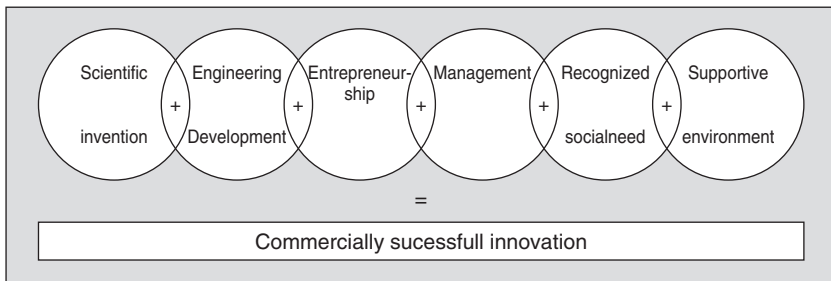 Scientific Engineering Entrepreneur- Management Recognized Supportive
ship
+ + + + +
invention Development socialneed environment
=
Commercially sucessfull innovation